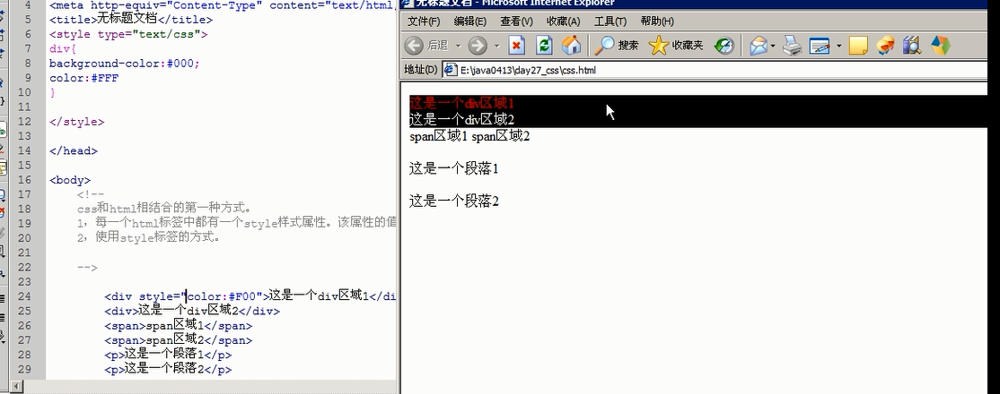 4 <meta http-equiv="Content-Type" content="text/html,
5 <title>无标题文档</title>
6 <style type="text/css">
7 div{
8 background-color:#000;
9 color:#FFF
10 }
11
12 </style>
13
14 </head>
15
16 <body>
17 <!--
18 css和html相结合的第一种方式。
19 1，每一个html标签中都有一个style样式属性。该属性的值
20 2，使用style标签的方式。
21
22 -->
23
24 <div style="color:#F00">这是一个div区域1</di
25 <div>这是一个div区域2</div>
26 <span>span区域1</span>
27 <span>span区域2</span>
28 <p>这是一个段落1</p>
29 <p>这是一个段落2</p>
无标题文档 - Microsoft Internet Explorer
文件(F) 编辑(E) 查看(V) 收藏(A) 工具(T) 帮助(H)
后退 搜索 收藏夹
地址(D) E:\java0413\day27_css\css.html
这是一个div区域1
这是一个div区域2
span区域1 span区域2
这是一个段落1
这是一个段落2